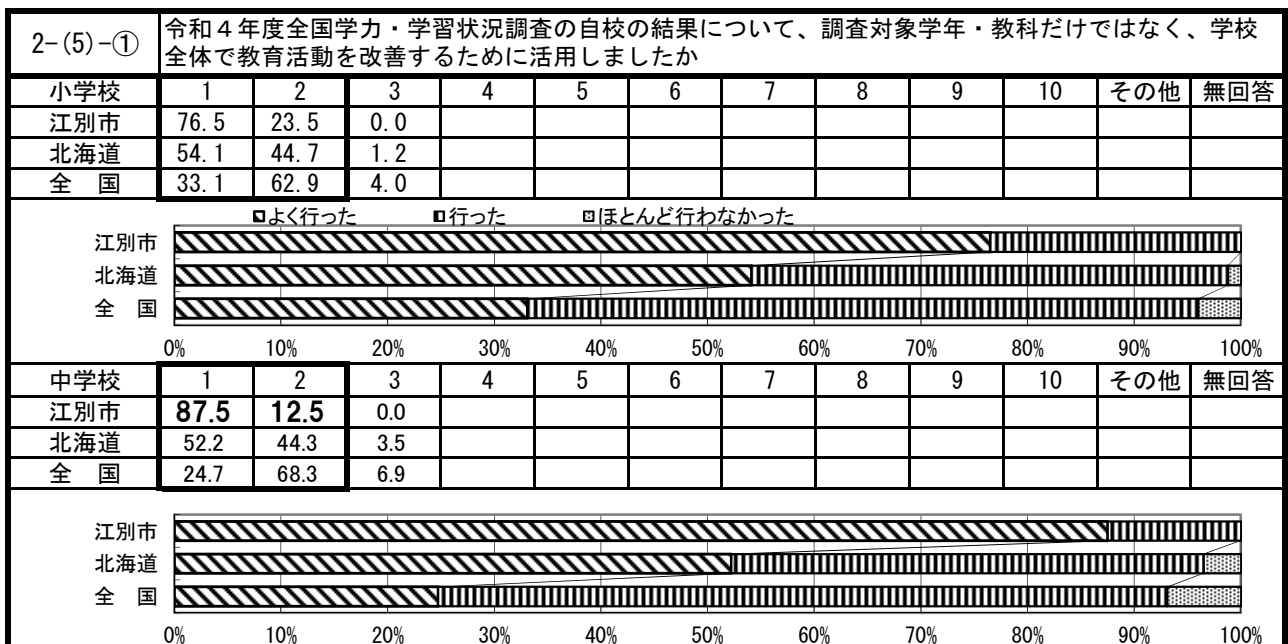 2-(5)-① 令和４年度全国学力・学習状況調査の自校の結果について、調査対象学年・教科だけではなく、学校
全体で教育活動を改善するために活用しましたか
小学校 1 2 3 4 5 6 7 8 9 10 その他 無回答
江別市 76.5 23.5 0.0
北海道 54.1 44.7 1.2
全　国 33.1 62.9 4.0
よく行った 行った ほとんど行わなかった
江別市
北海道
全　国
0% 10% 20% 30% 40% 50% 60% 70% 80% 90% 100%
中学校 1 2 3 4 5 6 7 8 9 10 その他 無回答
江別市 87.5 12.5 0.0
北海道 52.2 44.3 3.5
全　国 24.7 68.3 6.9
江別市
北海道
全　国
0% 10% 20% 30% 40% 50% 60% 70% 80% 90% 100%